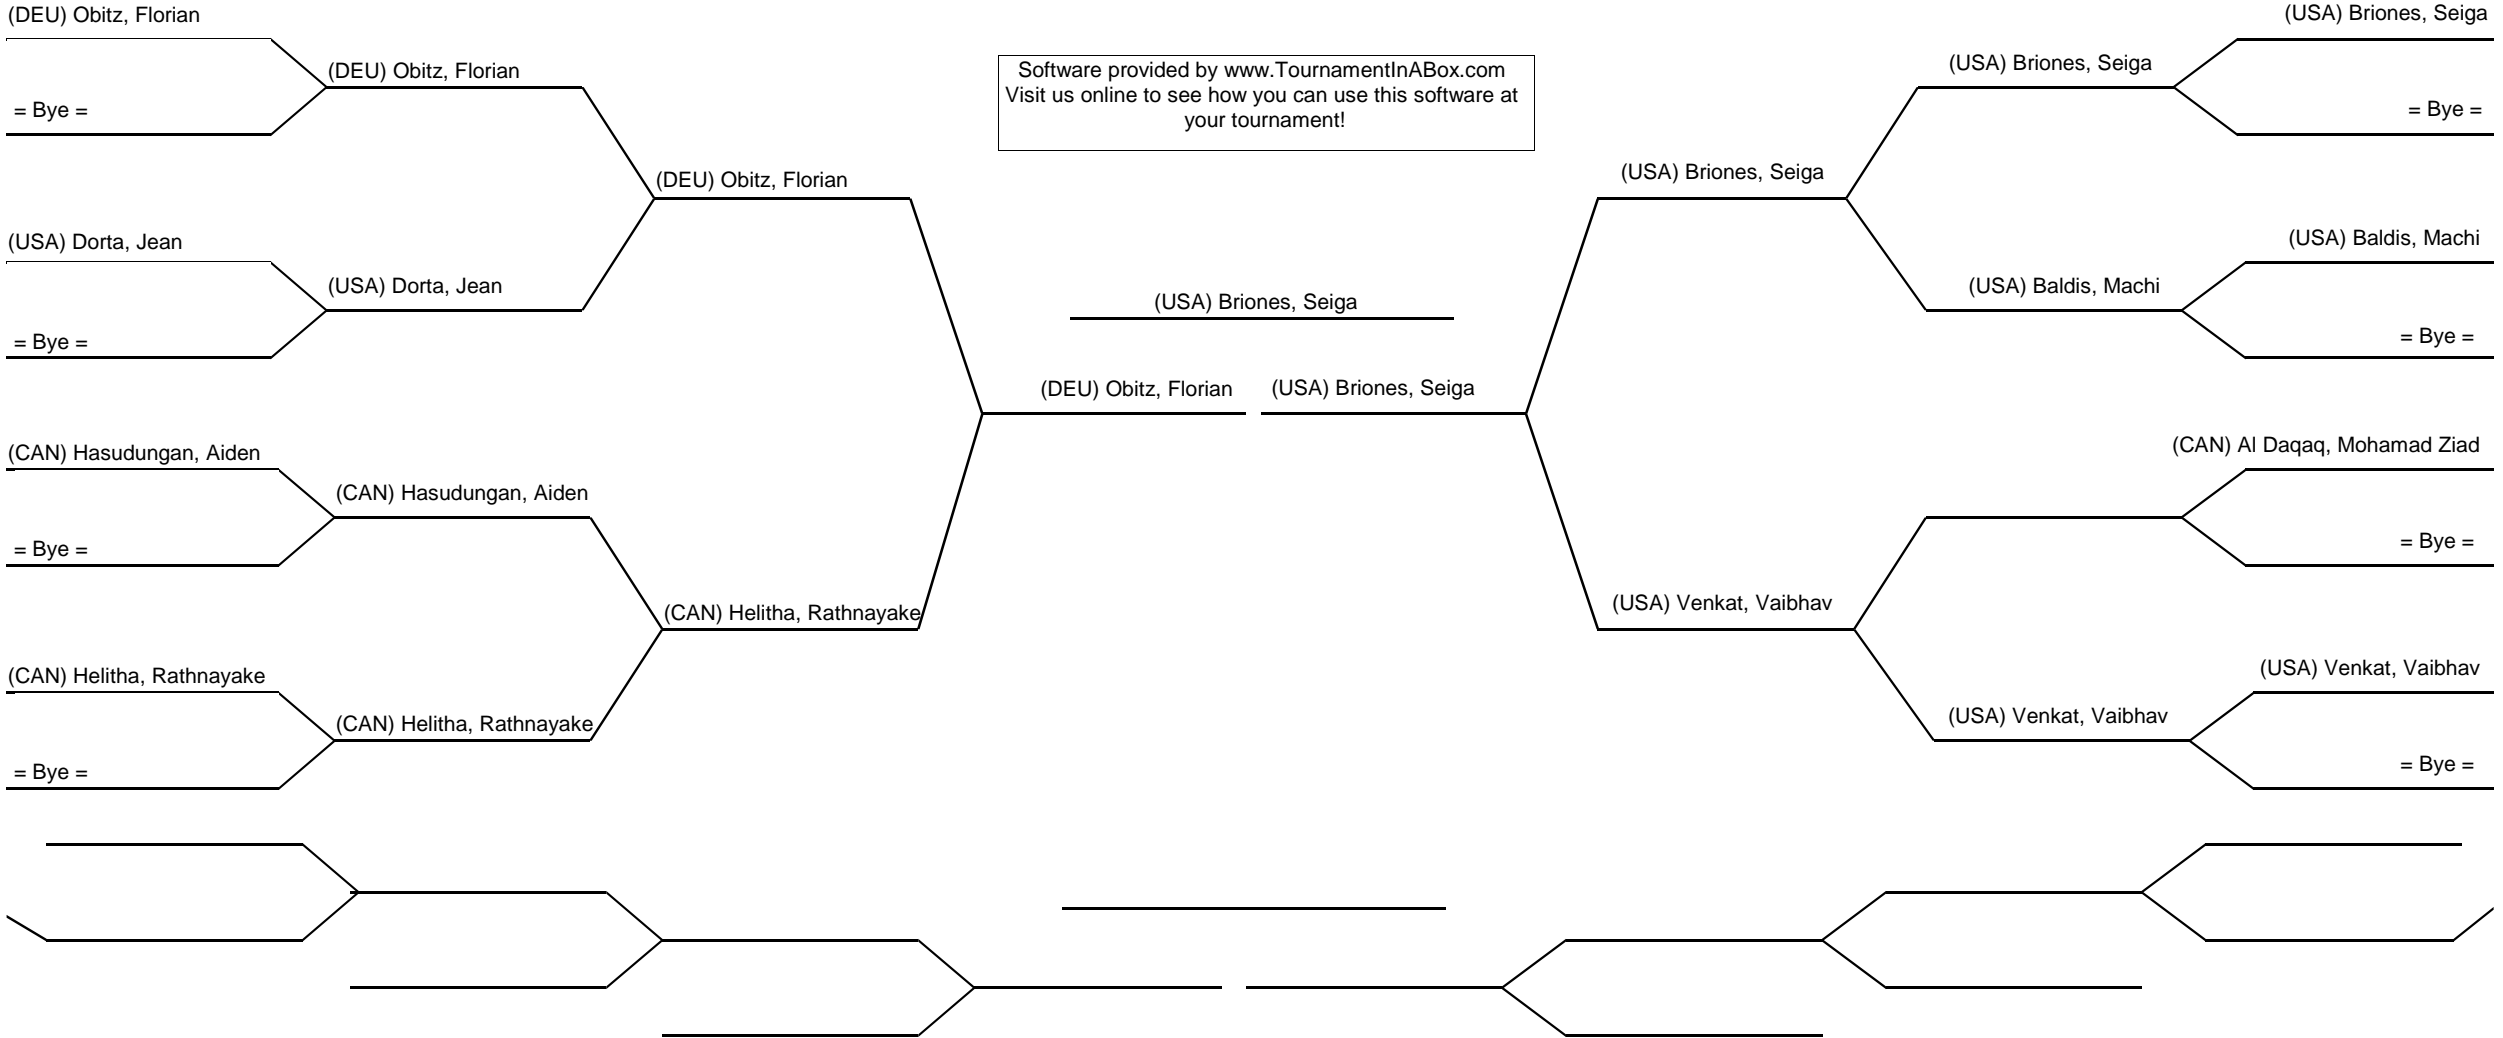 (DEU) Obitz, Florian
= Bye =
(USA) Dorta, Jean
= Bye =
(CAN) Hasudungan, Aiden
= Bye =
(CAN) Helitha, Rathnayake
= Bye =
(DEU) Obitz, Florian
(USA) Dorta, Jean
(CAN) Hasudungan, Aiden
(CAN) Helitha, Rathnayake
(DEU) Obitz, Florian
(CAN) Helitha, Rathnayake
Software provided by www.TournamentInABox.com
Visit us online to see how you can use this software at
your tournament!
(USA) Briones, Seiga
(DEU) Obitz, Florian
(USA) Briones, Seiga
(USA) Briones, Seiga
(USA) Venkat, Vaibhav
(USA) Briones, Seiga
(USA) Baldis, Machi
(USA) Venkat, Vaibhav
(USA) Briones, Seiga
= Bye =
(USA) Baldis, Machi
= Bye =
(CAN) Al Daqaq, Mohamad Ziad
= Bye =
(USA) Venkat, Vaibhav
= Bye =